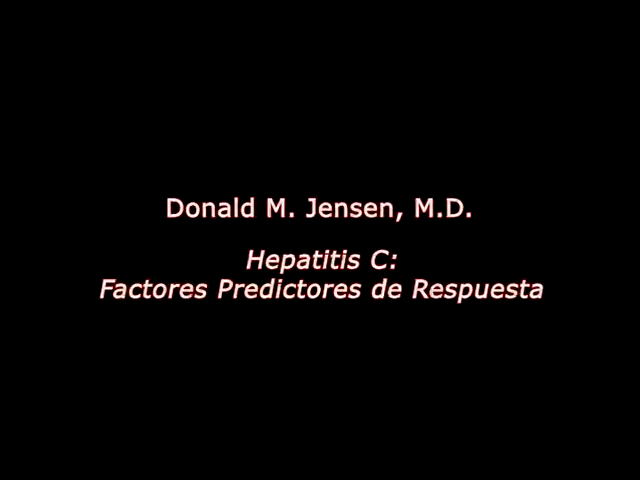 Donald M. Jensen, M.D.
Hepatitis C:
Factores Predictores de Respuesta